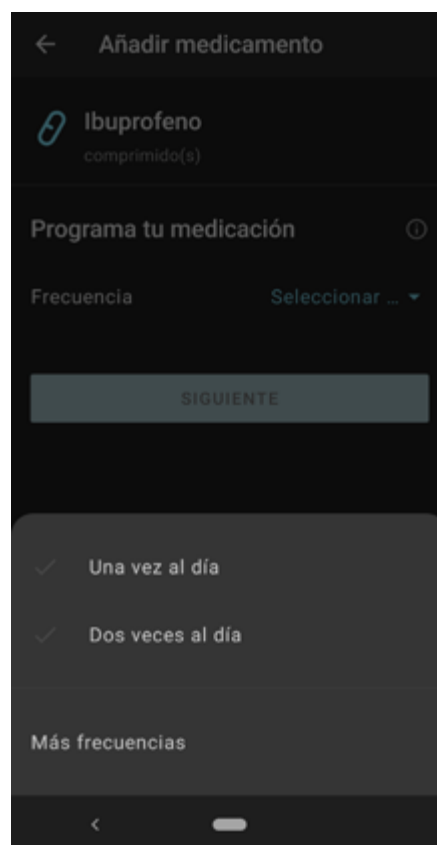 Añadir medicamento
Ibuprofeno
comprimido(s)
Programa tu medicación
Frecuencia Seleccionar ...
SIGUIENTE
Una vez al día
Dos veces al día
Más frecuencias